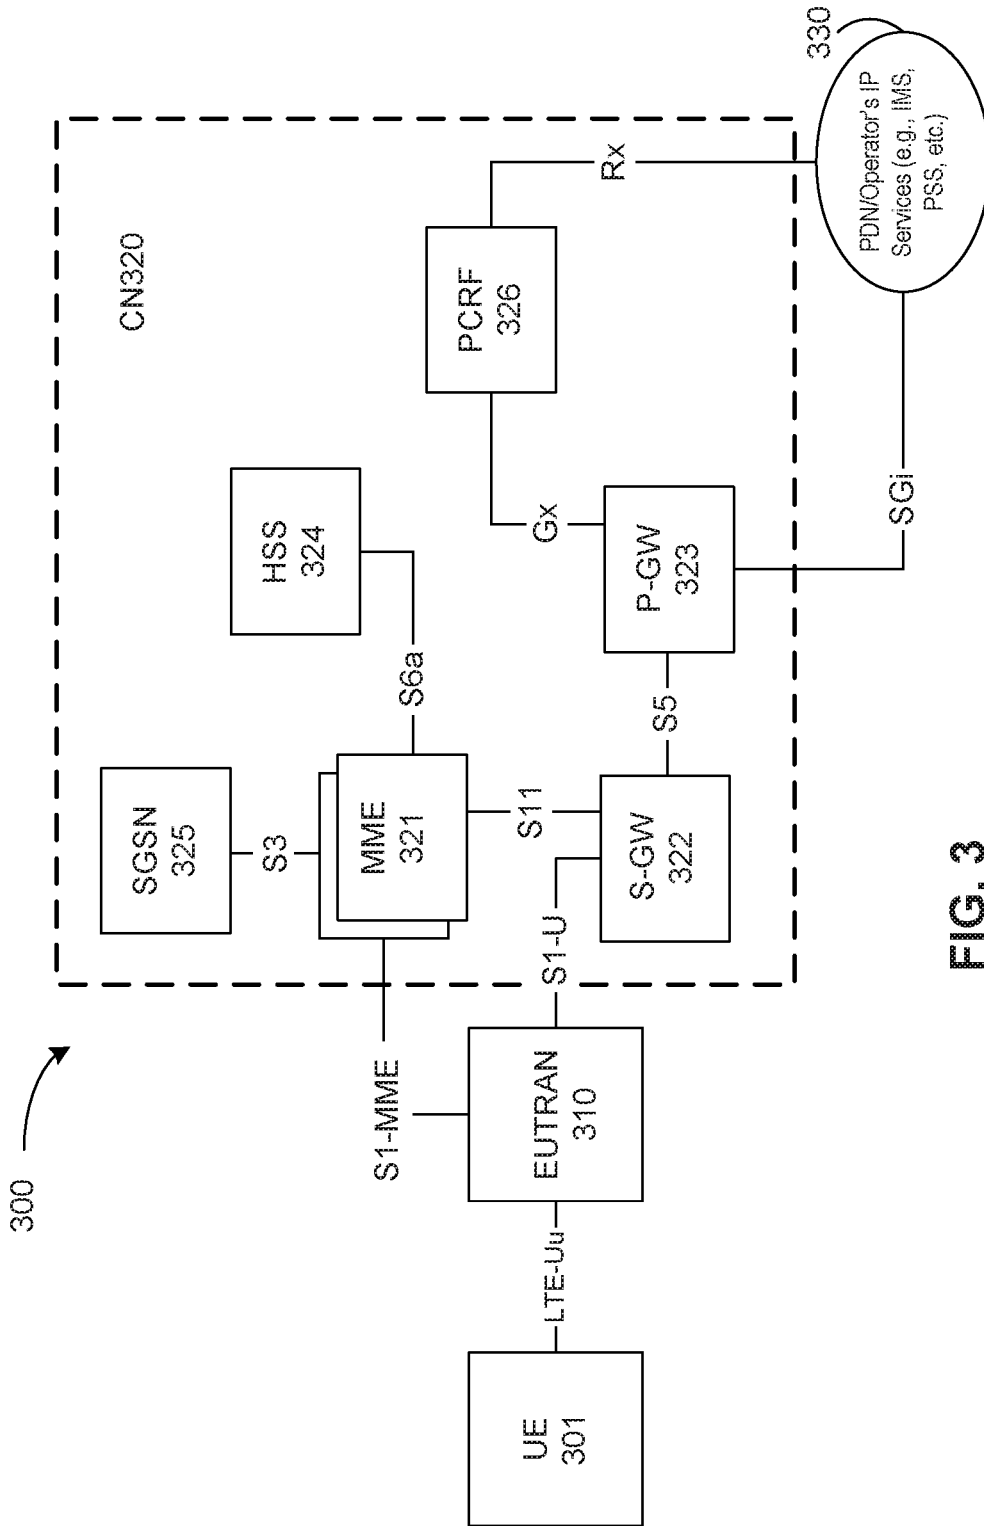 300
CN320
SGSN
325
S3
HSS
324
MME
321
S6a
S1-MME
S11
PCRF
326
Rx
Gx
UE
301
LTE-Uu
EUTRAN
310
S1-U
S-GW
322
S5
P-GW
323
SGi
330
PDN/Operator's IP
Services (e.g., IMS,
PSS, etc.)
FIG. 3